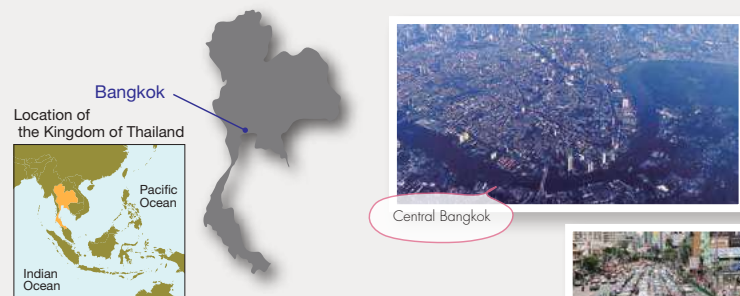 Bangkok
Location of
the Kingdom of Thailand
Pacific
Ocean
Indian
Ocean
Central Bangkok